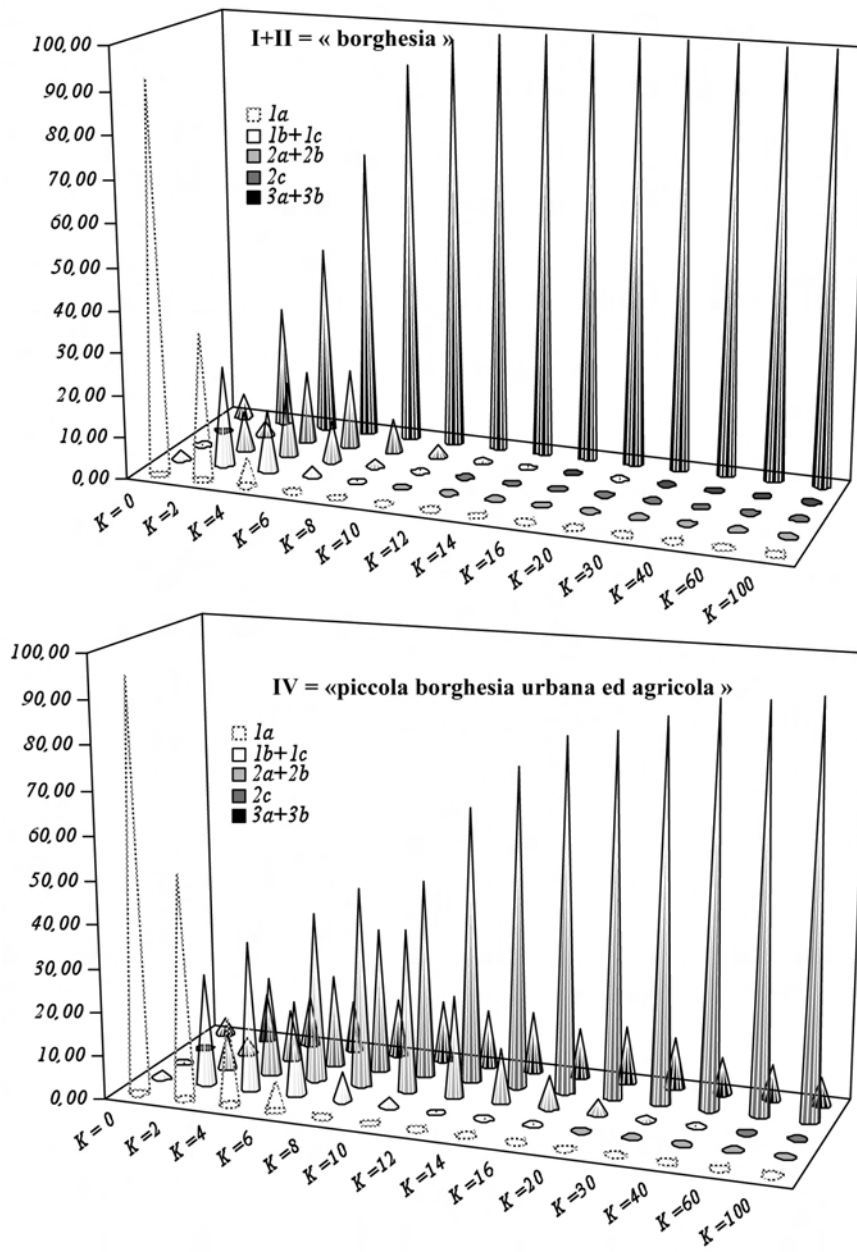 100,00
I+II = « borghesia »
90,00
80,00
70,00
60,00
50,00
40,00
30,00
20,00
10,00
0,00
1a
1b+1c
2a+2b
2c
3a+3b
K = 0
K =2
K =4
K =6
K =8
K =10
K =12
K =14
K =16
K =20
K =30
K =40
K =60
K =100
100,00
IV = «piccola borghesia urbana ed agricola »
90,00
80,00
70,00
60,00
50,00
40,00
30,00
20,00
10,00
0,00
1a
1b+1c
2a+2b
2c
3a+3b
K = 0
K =2
K =4
K =6
K =8
K =10
K =12
K =14
K =16
K =20
K =30
K =40
K =60
K =100